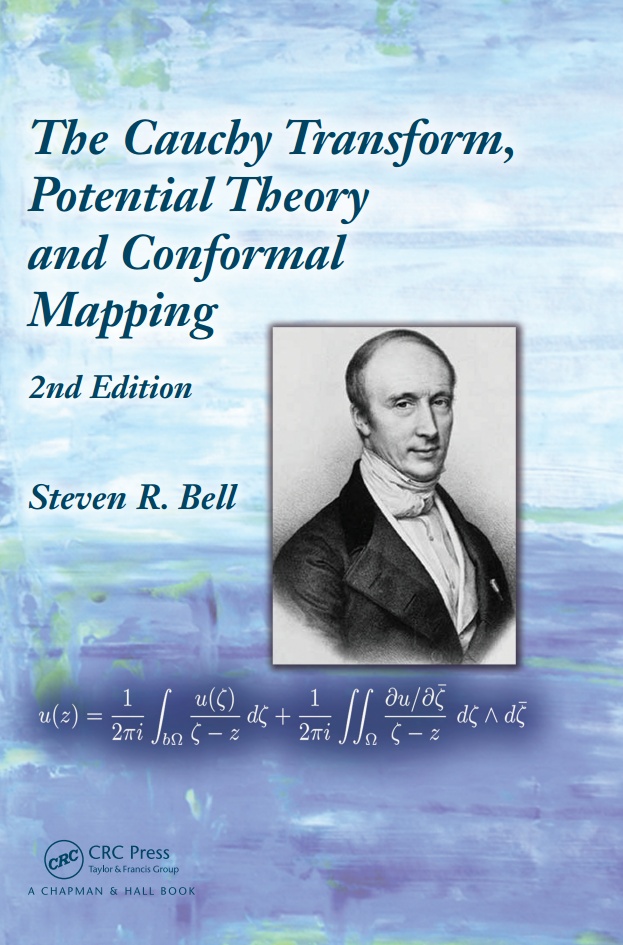 The Cauchy Transform,
Potential Theory
and Conformal
Mapping
2nd Edition
Steven R. Bell
u(z) = \frac{1}{2\pi i} \int_{b\Omega} \frac{u(\zeta)}{\zeta - z} d\zeta + \frac{1}{2\pi i} \iint_{\Omega} \frac{\partial u/\partial \bar{\zeta}}{\zeta - z} d\zeta \wedge d\bar{\zeta}
CRC
CRC Press
Taylor & Francis Group
A CHAPMAN & HALL BOOK